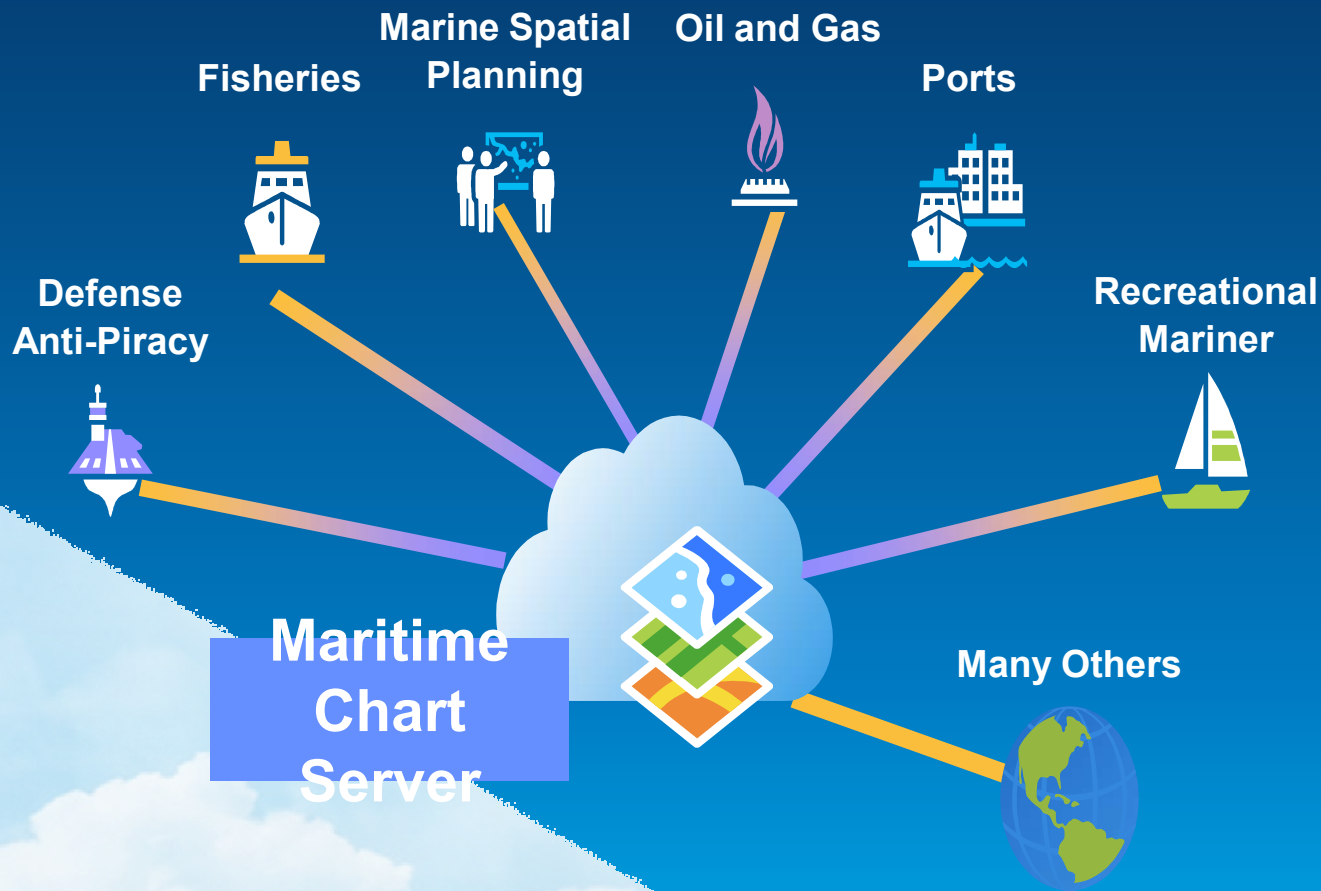 Marine Spatial
Planning
Oil and Gas
Fisheries
Ports
Defense
Anti-Piracy
Recreational
Mariner
Maritime
Chart
Server
Many Others